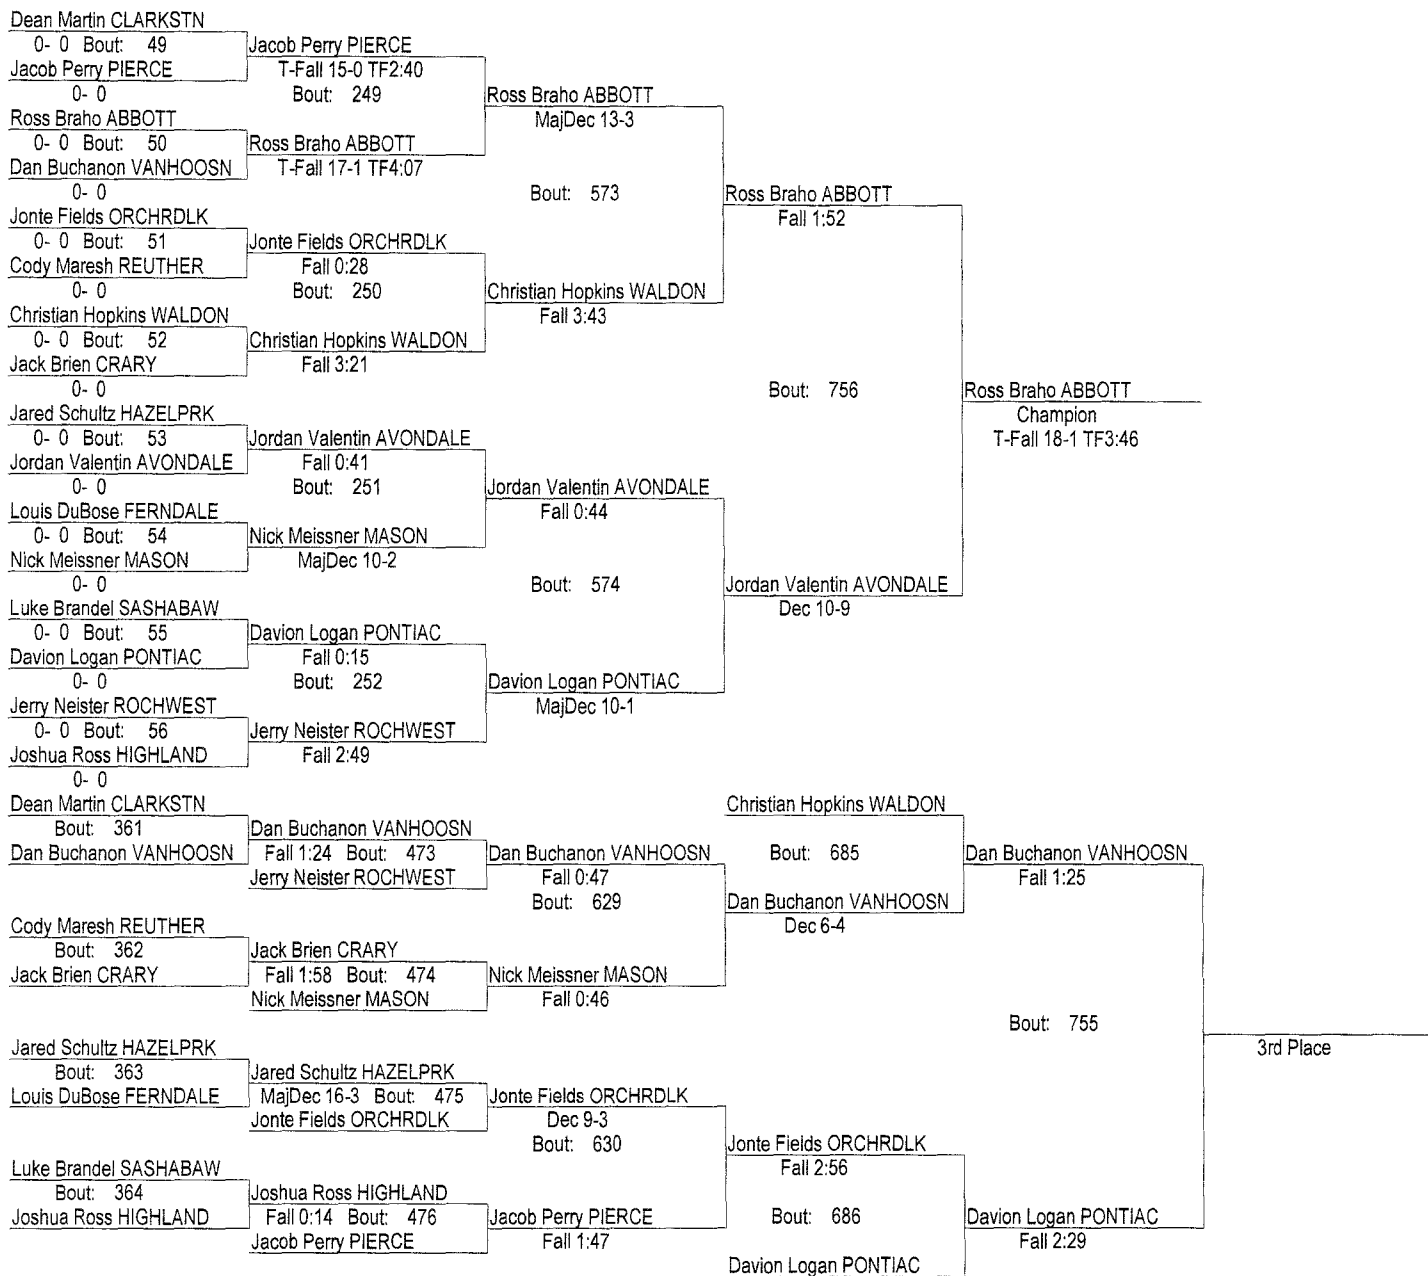 Dean Martin CLARKSTN
0- 0 Bout: 49 Jacob Perry PIERCE
Jacob Perry PIERCE T-Fall 15-0 TF2:40
0- 0 Bout: 249 Ross Braho ABBOTT
Ross Braho ABBOTT MajDec 13-3
0- 0 Bout: 50 Ross Braho ABBOTT
Dan Buchanon VANHOOSN T-Fall 17-1 TF4:07
0- 0 Bout: 573 Ross Braho ABBOTT
Jonte Fields ORCHRDLK Fall 1:52
0- 0 Bout: 51 Jonte Fields ORCHRDLK
Cody Maresh REUTHER Fall 0:28
0- 0 Bout: 250 Christian Hopkins WALDON
Christian Hopkins WALDON Fall 3:43
0- 0 Bout: 52 Christian Hopkins WALDON
Jack Brien CRARY Fall 3:21
0- 0 Bout: 756 Ross Braho ABBOTT
Jared Schultz HAZELPRK Champion
0- 0 Bout: 53 Jordan Valentin AVONDALE T-Fall 18-1 TF3:46
Jordan Valentin AVONDALE Fall 0:41
0- 0 Bout: 251 Jordan Valentin AVONDALE
Louis DuBose FERNDALE Fall 0:44
0- 0 Bout: 54 Nick Meissner MASON
Nick Meissner MASON MajDec 10-2
0- 0 Bout: 574 Jordan Valentin AVONDALE
Luke Brandel SASHABAW Dec 10-9
0- 0 Bout: 55 Davion Logan PONTIAC
Davion Logan PONTIAC Fall 0:15
0- 0 Bout: 252 Davion Logan PONTIAC
Jerry Neister ROCHWEST MajDec 10-1
0- 0 Bout: 56 Jerry Neister ROCHWEST
Joshua Ross HIGHLAND Fall 2:49
0- 0
Dean Martin CLARKSTN Christian Hopkins WALDON
Bout: 361 Dan Buchanon VANHOOSN
Dan Buchanon VANHOOSN Fall 1:24 Bout: 473 Dan Buchanon VANHOOSN Bout: 685 Dan Buchanon VANHOOSN
Jerry Neister ROCHWEST Fall 0:47 Fall 1:25
Bout: 629 Dan Buchanon VANHOOSN
Cody Maresh REUTHER Dec 6-4
Bout: 362 Jack Brien CRARY
Jack Brien CRARY Fall 1:58 Bout: 474 Nick Meissner MASON
Nick Meissner MASON Fall 0:46
Bout: 755
Jared Schultz HAZELPRK 3rd Place
Bout: 363 Jared Schultz HAZELPRK
Louis DuBose FERNDALE MajDec 16-3 Bout: 475 Jonte Fields ORCHRDLK
Jonte Fields ORCHRDLK Dec 9-3
Bout: 630 Jonte Fields ORCHRDLK
Luke Brandel SASHABAW Fall 2:56
Bout: 364 Joshua Ross HIGHLAND
Joshua Ross HIGHLAND Fall 0:14 Bout: 476 Jacob Perry PIERCE Bout: 686 Davion Logan PONTIAC
Jacob Perry PIERCE Fall 1:47 Fall 2:29
Davion Logan PONTIAC